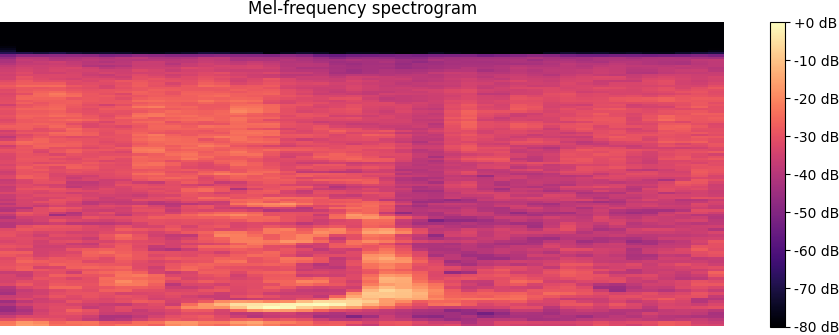 Mel-frequency spectrogram
+0 dB
-10 dB
-20 dB
-30 dB
-40 dB
-50 dB
-60 dB
-70 dB
-80 dB